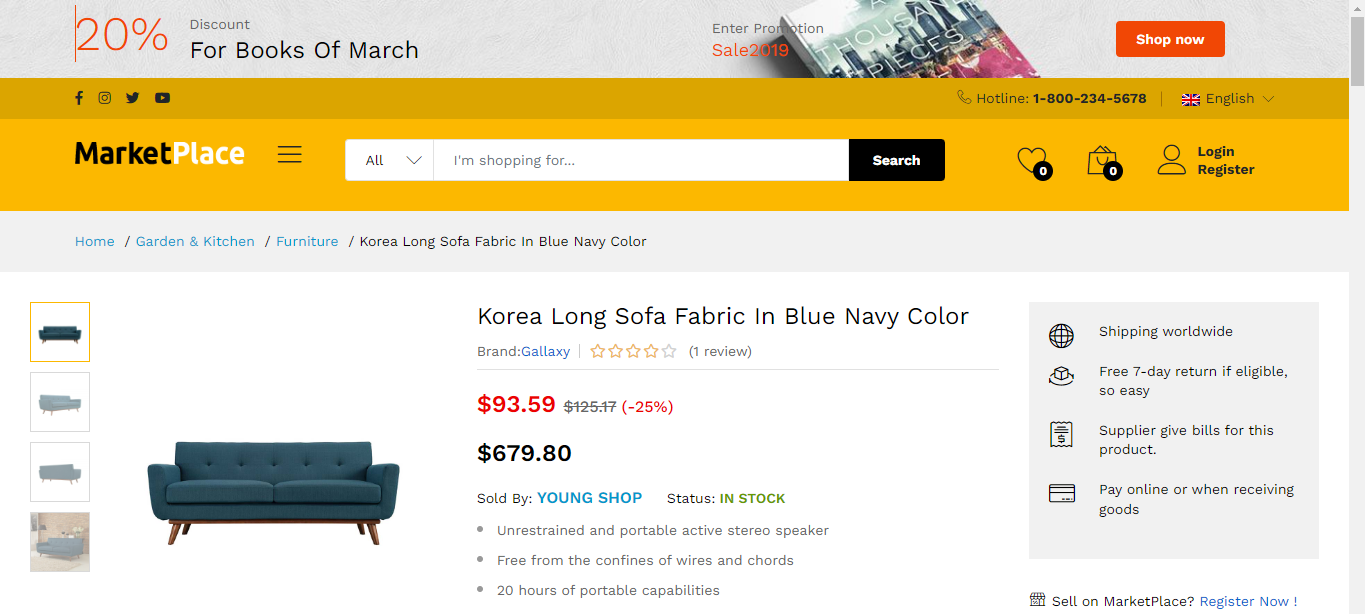 20%
Discount
For Books Of March
Enter Promotion
Sale2019
A
THOUSAND
PIECES
Shop now
Hotline: 1-800-234-5678
English
MarketPlace
All
I'm shopping for...
Search
0
0
Login
Register
Home / Garden & Kitchen / Furniture / Korea Long Sofa Fabric In Blue Navy Color
Korea Long Sofa Fabric In Blue Navy Color
Brand:Gallaxy
(1 review)
$93.59 $125.17 (-25%)
$679.80
Sold By: YOUNG SHOP Status: IN STOCK
Unrestrained and portable active stereo speaker
Free from the confines of wires and chords
20 hours of portable capabilities
Shipping worldwide
Free 7-day return if eligible,
so easy
Supplier give bills for this
product.
Pay online or when receiving
goods
Sell on MarketPlace? Register Now !